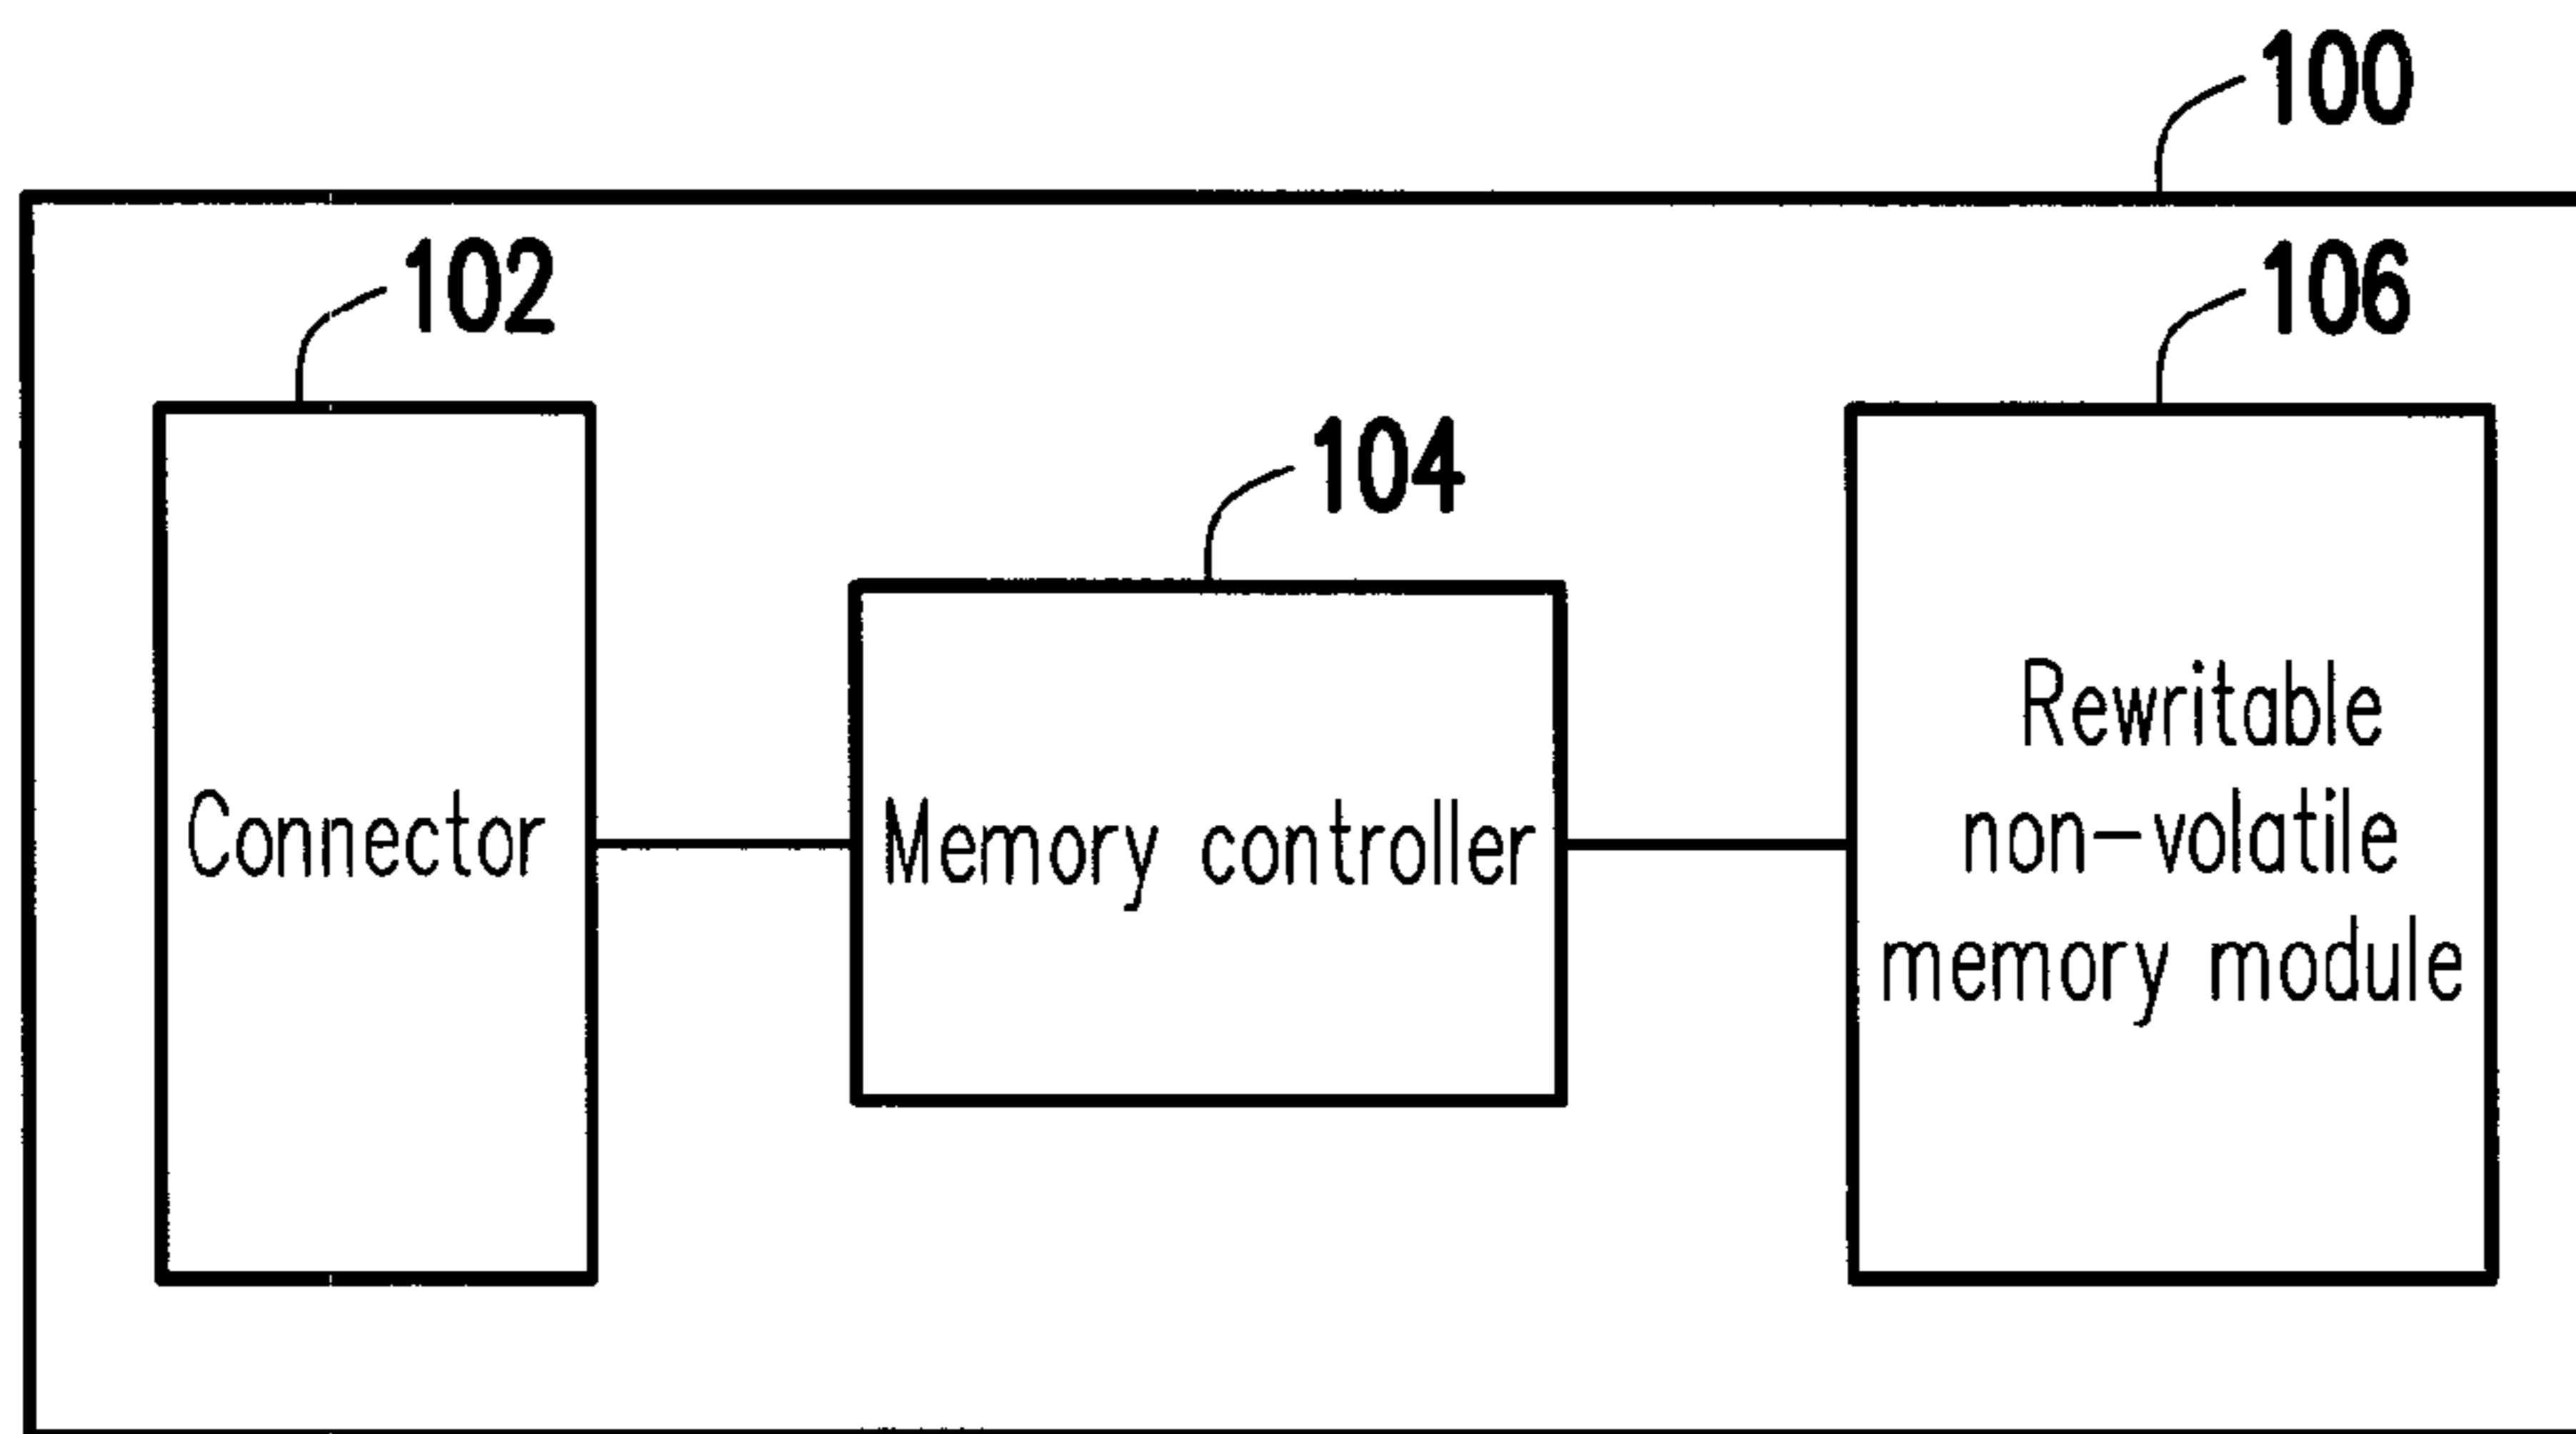 100
102
106
104
Connector
Memory controller
Rewritable
non-volatile
memory module